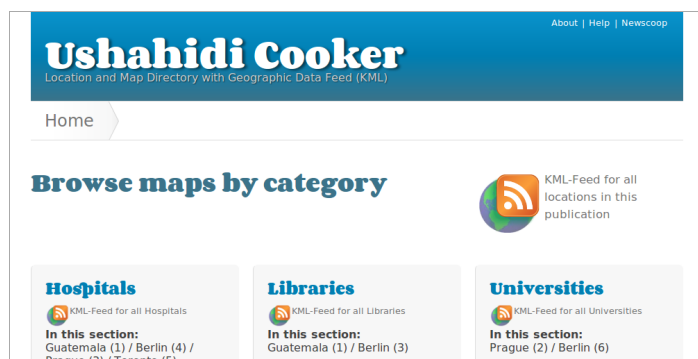 About | Help | Newscoop
Ushahidi Cooker
Location and Map Directory with Geographic Data Feed (KML)
Home
Browse maps by category
KML-Feed for all
locations in this
publication
Hospitals
KML-Feed for all Hospitals
In this section:
Guatemala (1) / Berlin (4) /
Libraries
KML-Feed for all Libraries
In this section:
Guatemala (1) / Berlin (3)
Universities
KML-Feed for all Universities
In this section:
Prague (2) / Berlin (6)